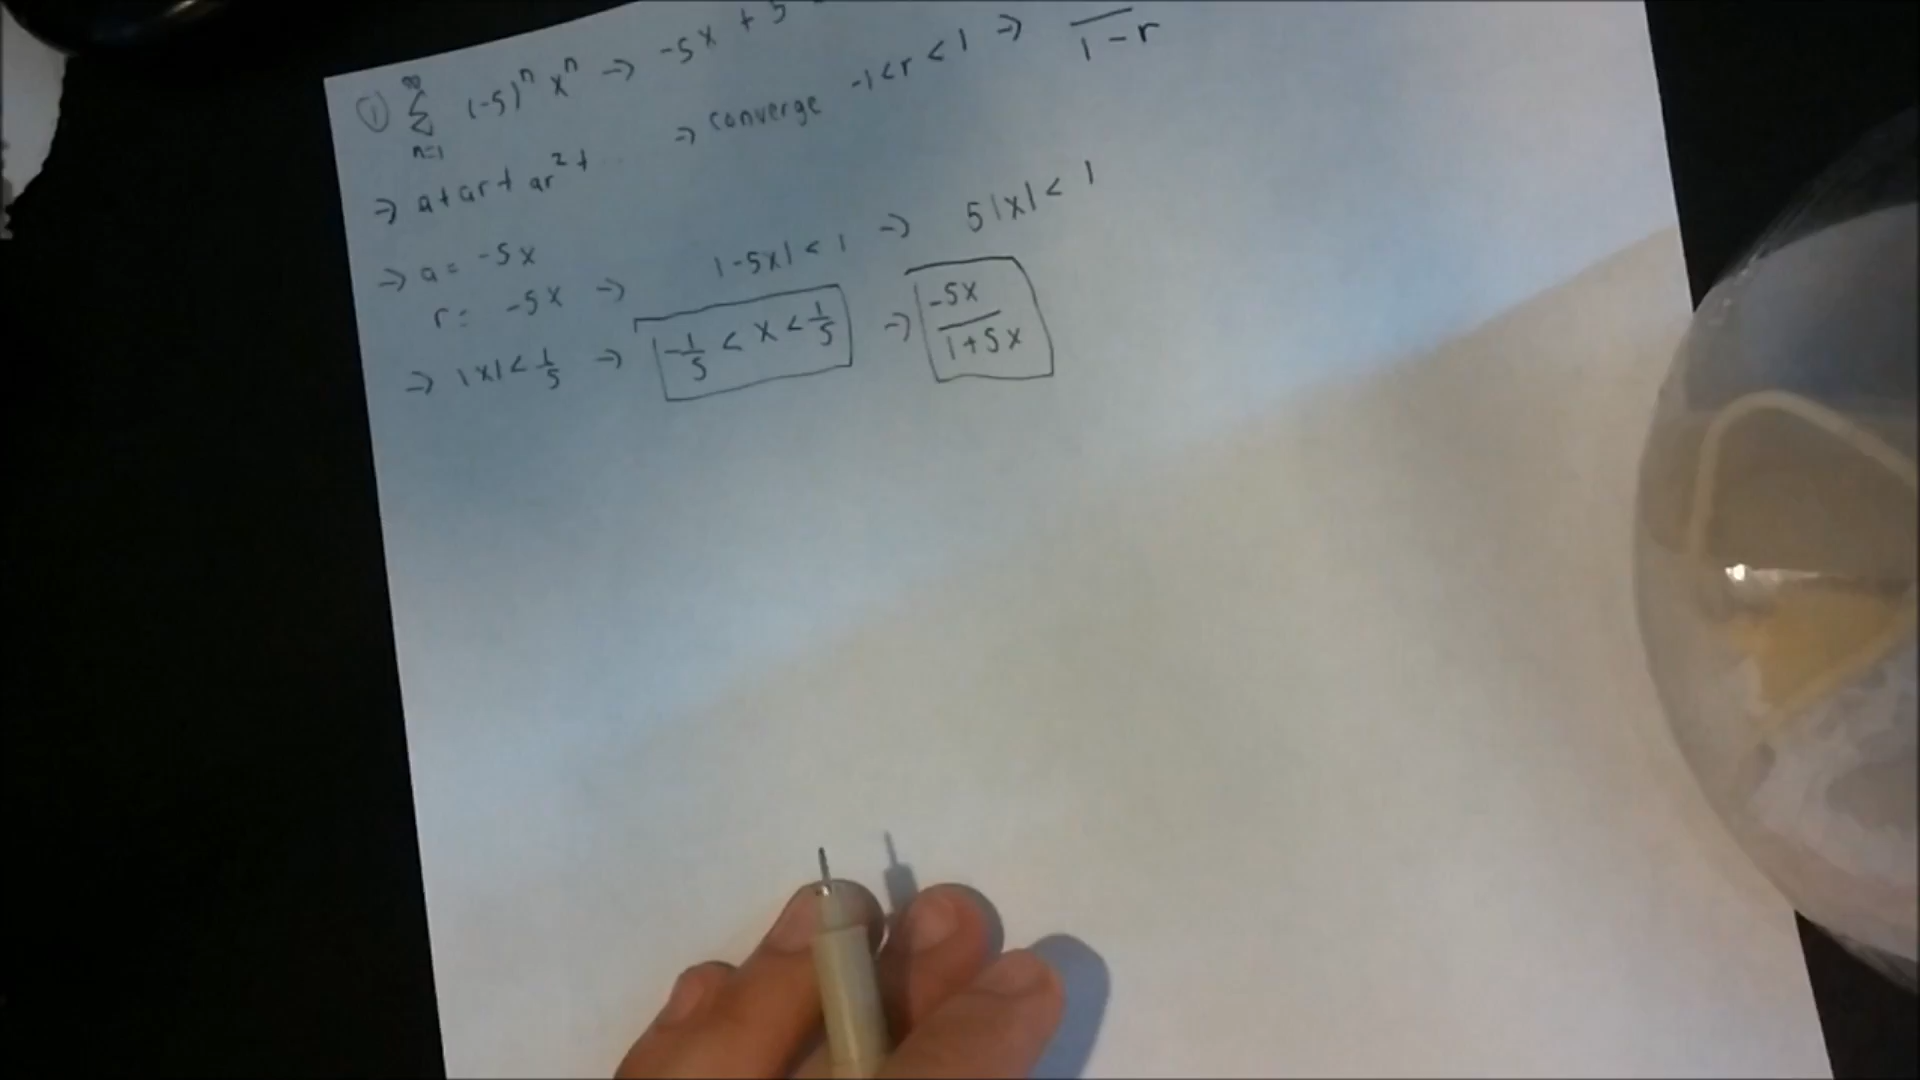 ① ∞ Σ n=1 (-5)^n x^n => -5x + 5
=> a + ar + ar^2 + => converge -1 < r < 1 => / 1 - r
=> a = -5x
r = -5x => |-5x| < 1 => 5|x| < 1
=> |x| < 1/5 => -1/5 < x < 1/5 => -5x / 1+5x